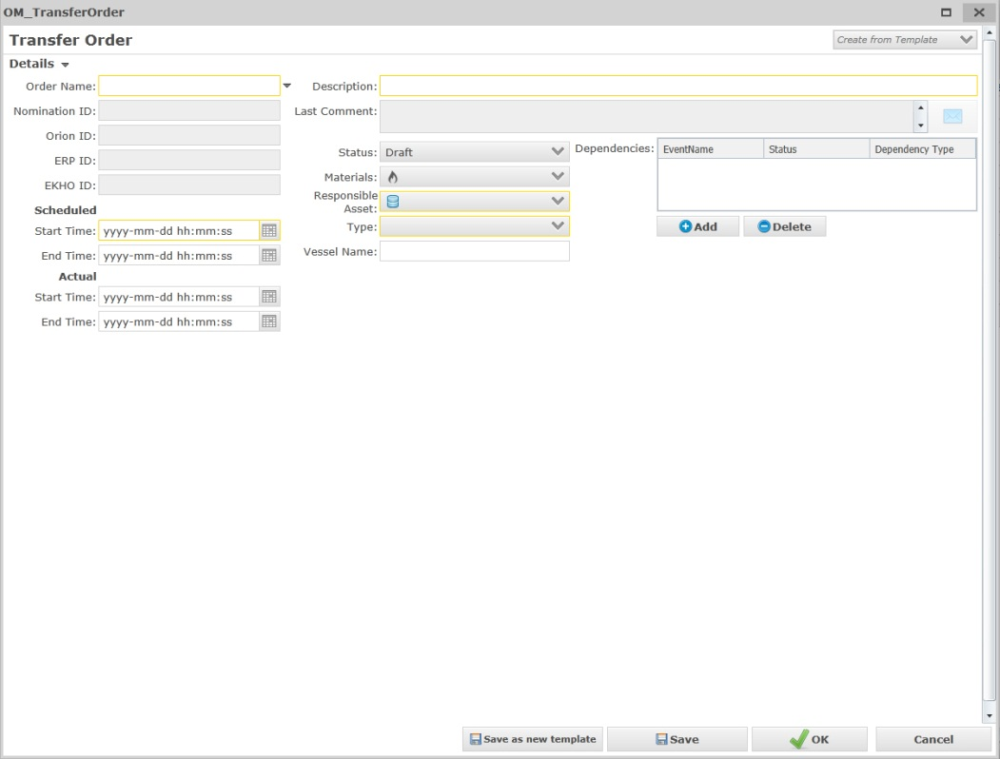 OM_TransferOrder
Transfer Order
Create from Template
Details
Order Name:
Description:
Nomination ID:
Last Comment:
Orion ID:
Status: Draft
Dependencies:
EventName Status Dependency Type
ERP ID:
Materials:
EKHO ID:
Responsible
Asset:
Scheduled
Start Time: yyyy-mm-dd hh:mm:ss
Type:
Add Delete
End Time: yyyy-mm-dd hh:mm:ss
Vessel Name:
Actual
Start Time: yyyy-mm-dd hh:mm:ss
End Time: yyyy-mm-dd hh:mm:ss
Save as new template Save OK Cancel